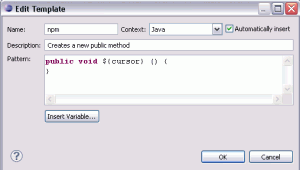 Edit Template
Name: npm Context: Java Automatically insert
Description: Creates a new public method
Pattern: public void ${cursor} () {
}
Insert Variable...
? OK Cancel